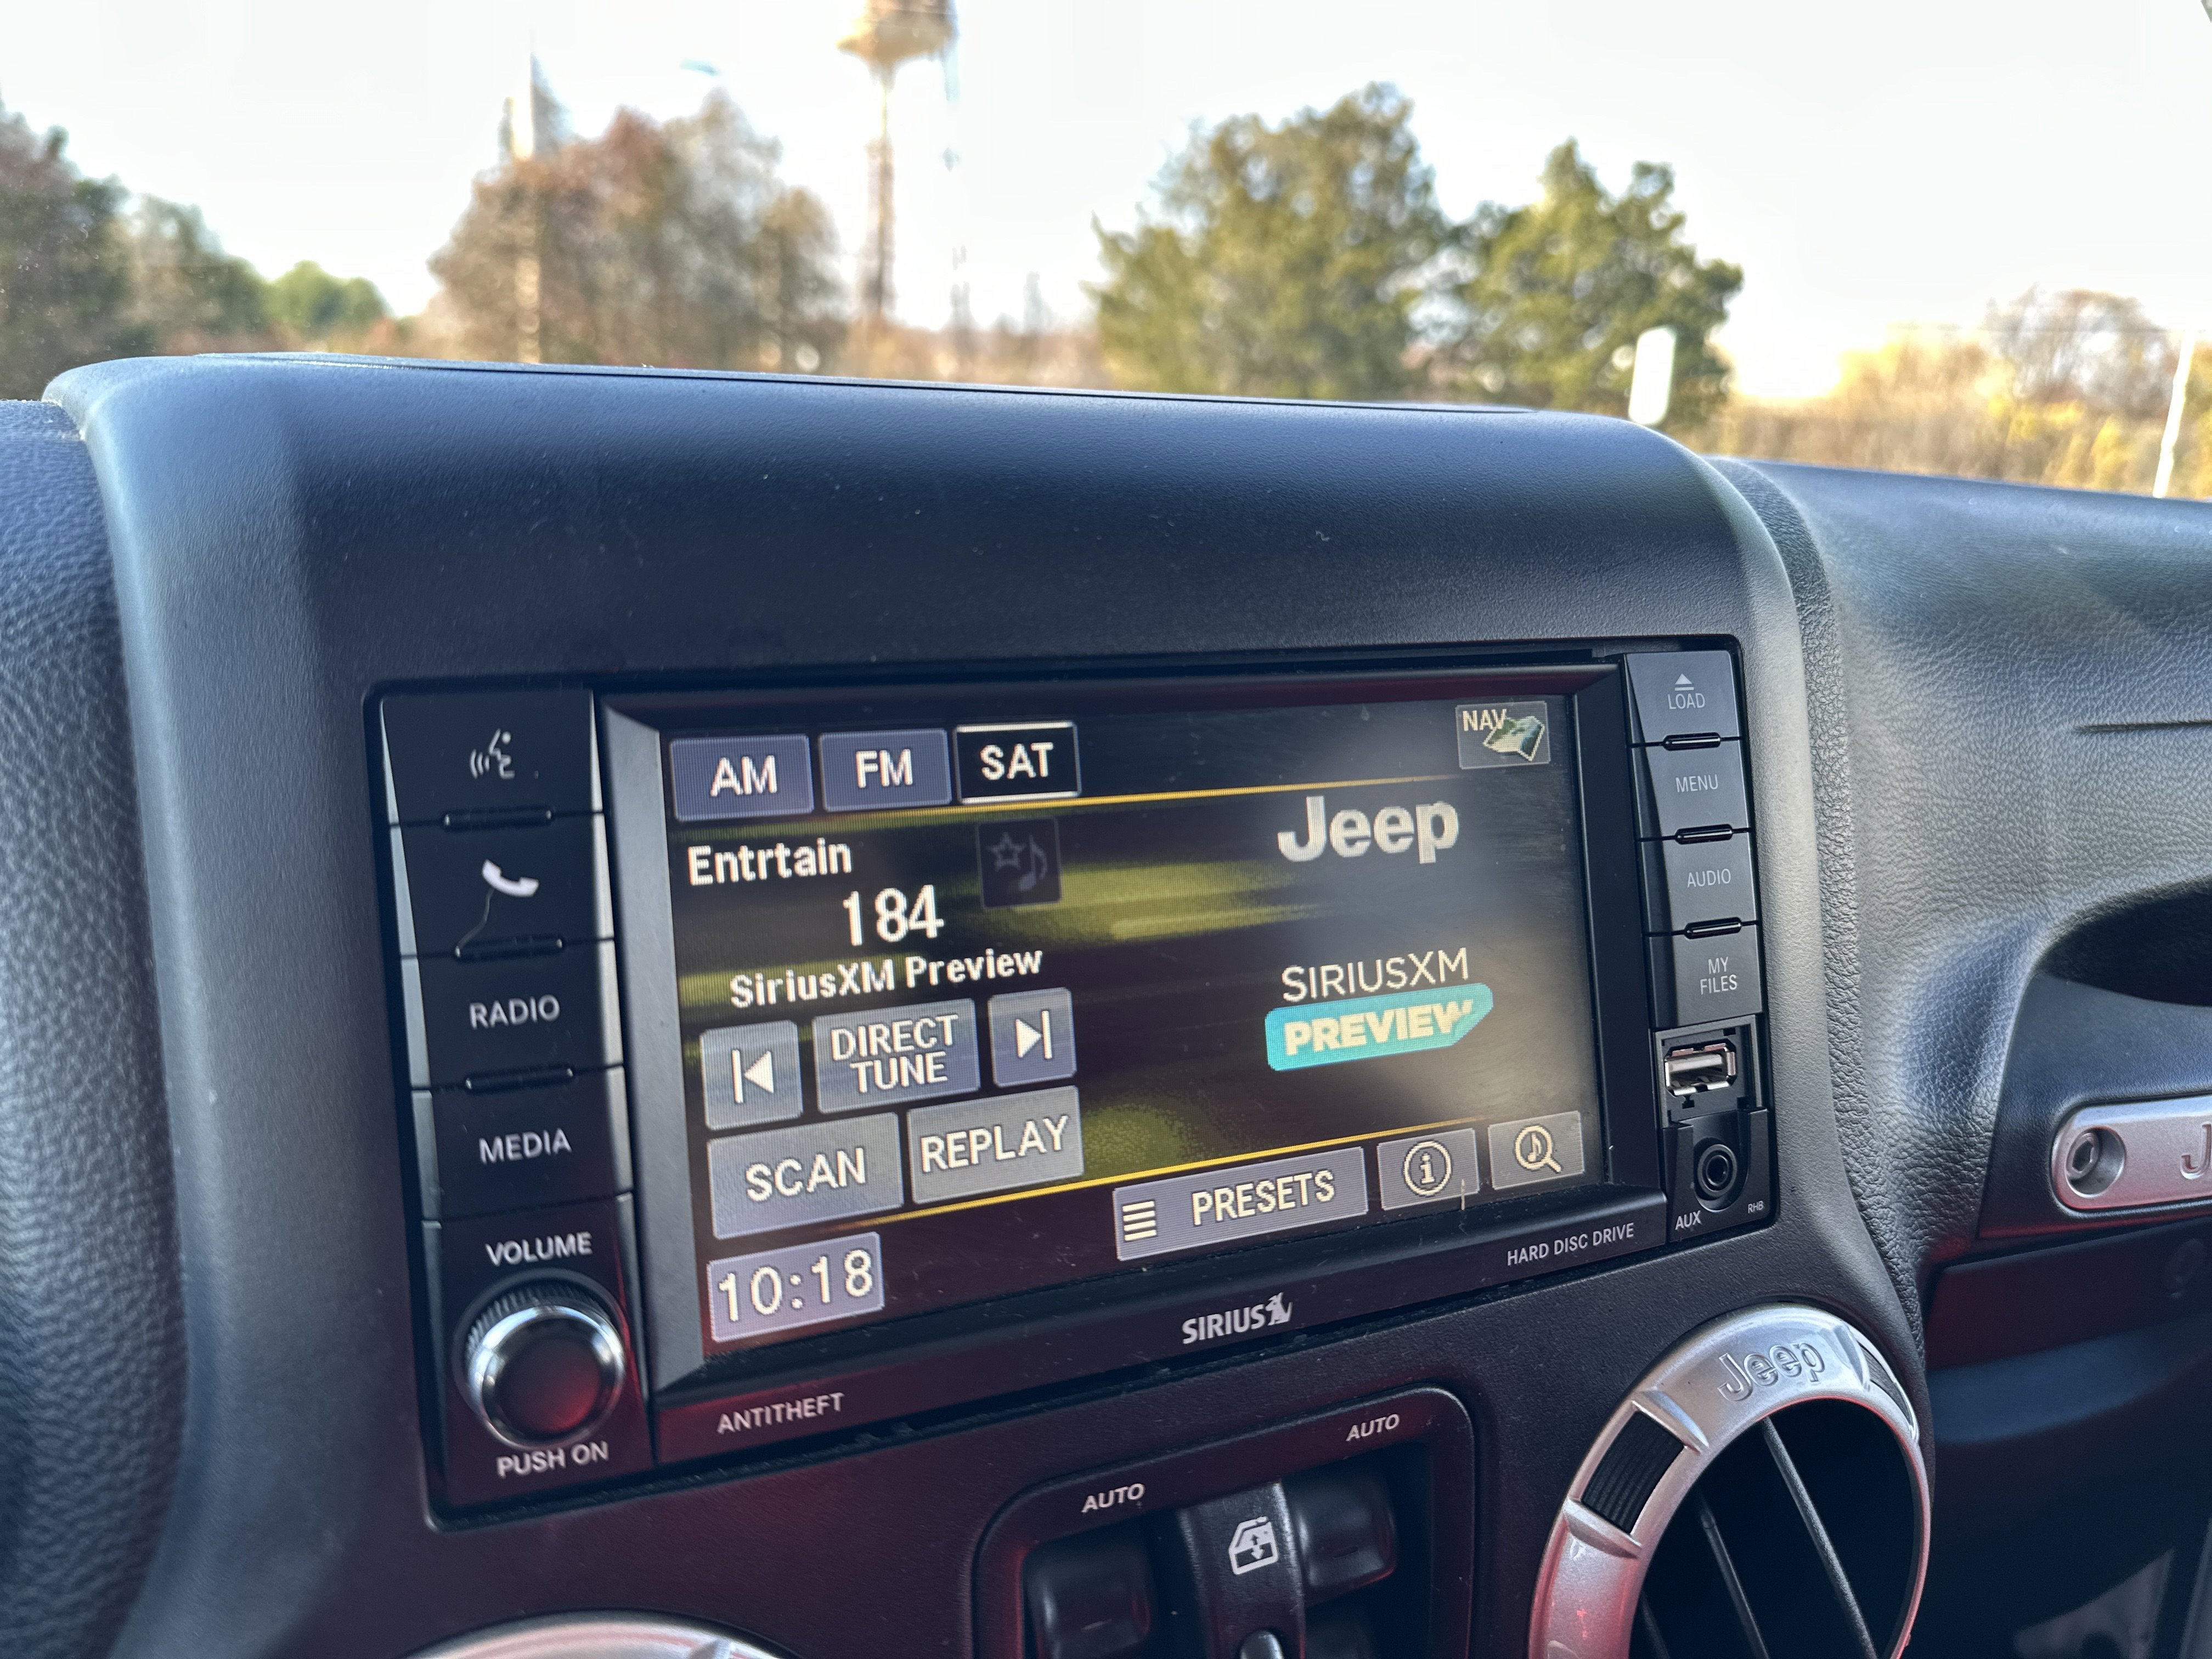 AM FM SAT NAV
Entrtain
184
SiriusXM Preview
DIRECT
TUNE
SCAN REPLAY
10:18
Jeep
SIRIUSXM
PREVIEW
PRESETS
RADIO
MEDIA
VOLUME
PUSH ON
LOAD
MENU
AUDIO
MY
FILES
AUX RHB
HARD DISC DRIVE
SIRIUS
ANTITHEFT
AUTO
AUTO
Jeep
J